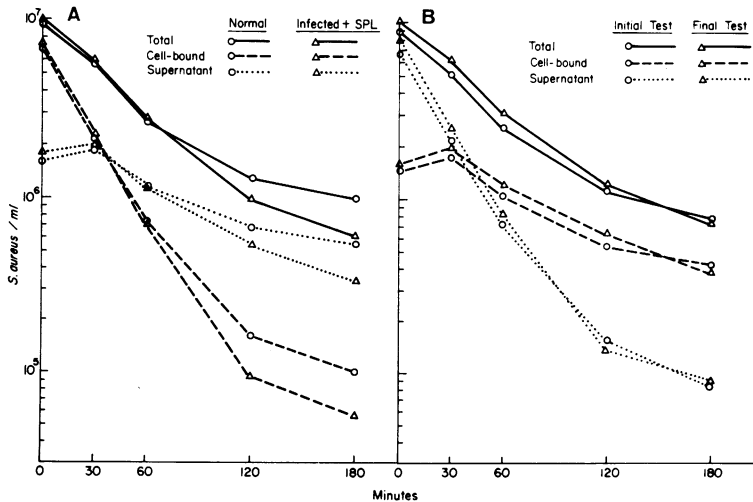 A
Normal Infected + SPL
Total
Cell-bound
Supernatant
10⁷
10⁶
10⁵
S. aureus / ml
0 30 60 120 180
B
Initial Test Final Test
Total
Cell-bound
Supernatant
0 30 60 120 180
Minutes